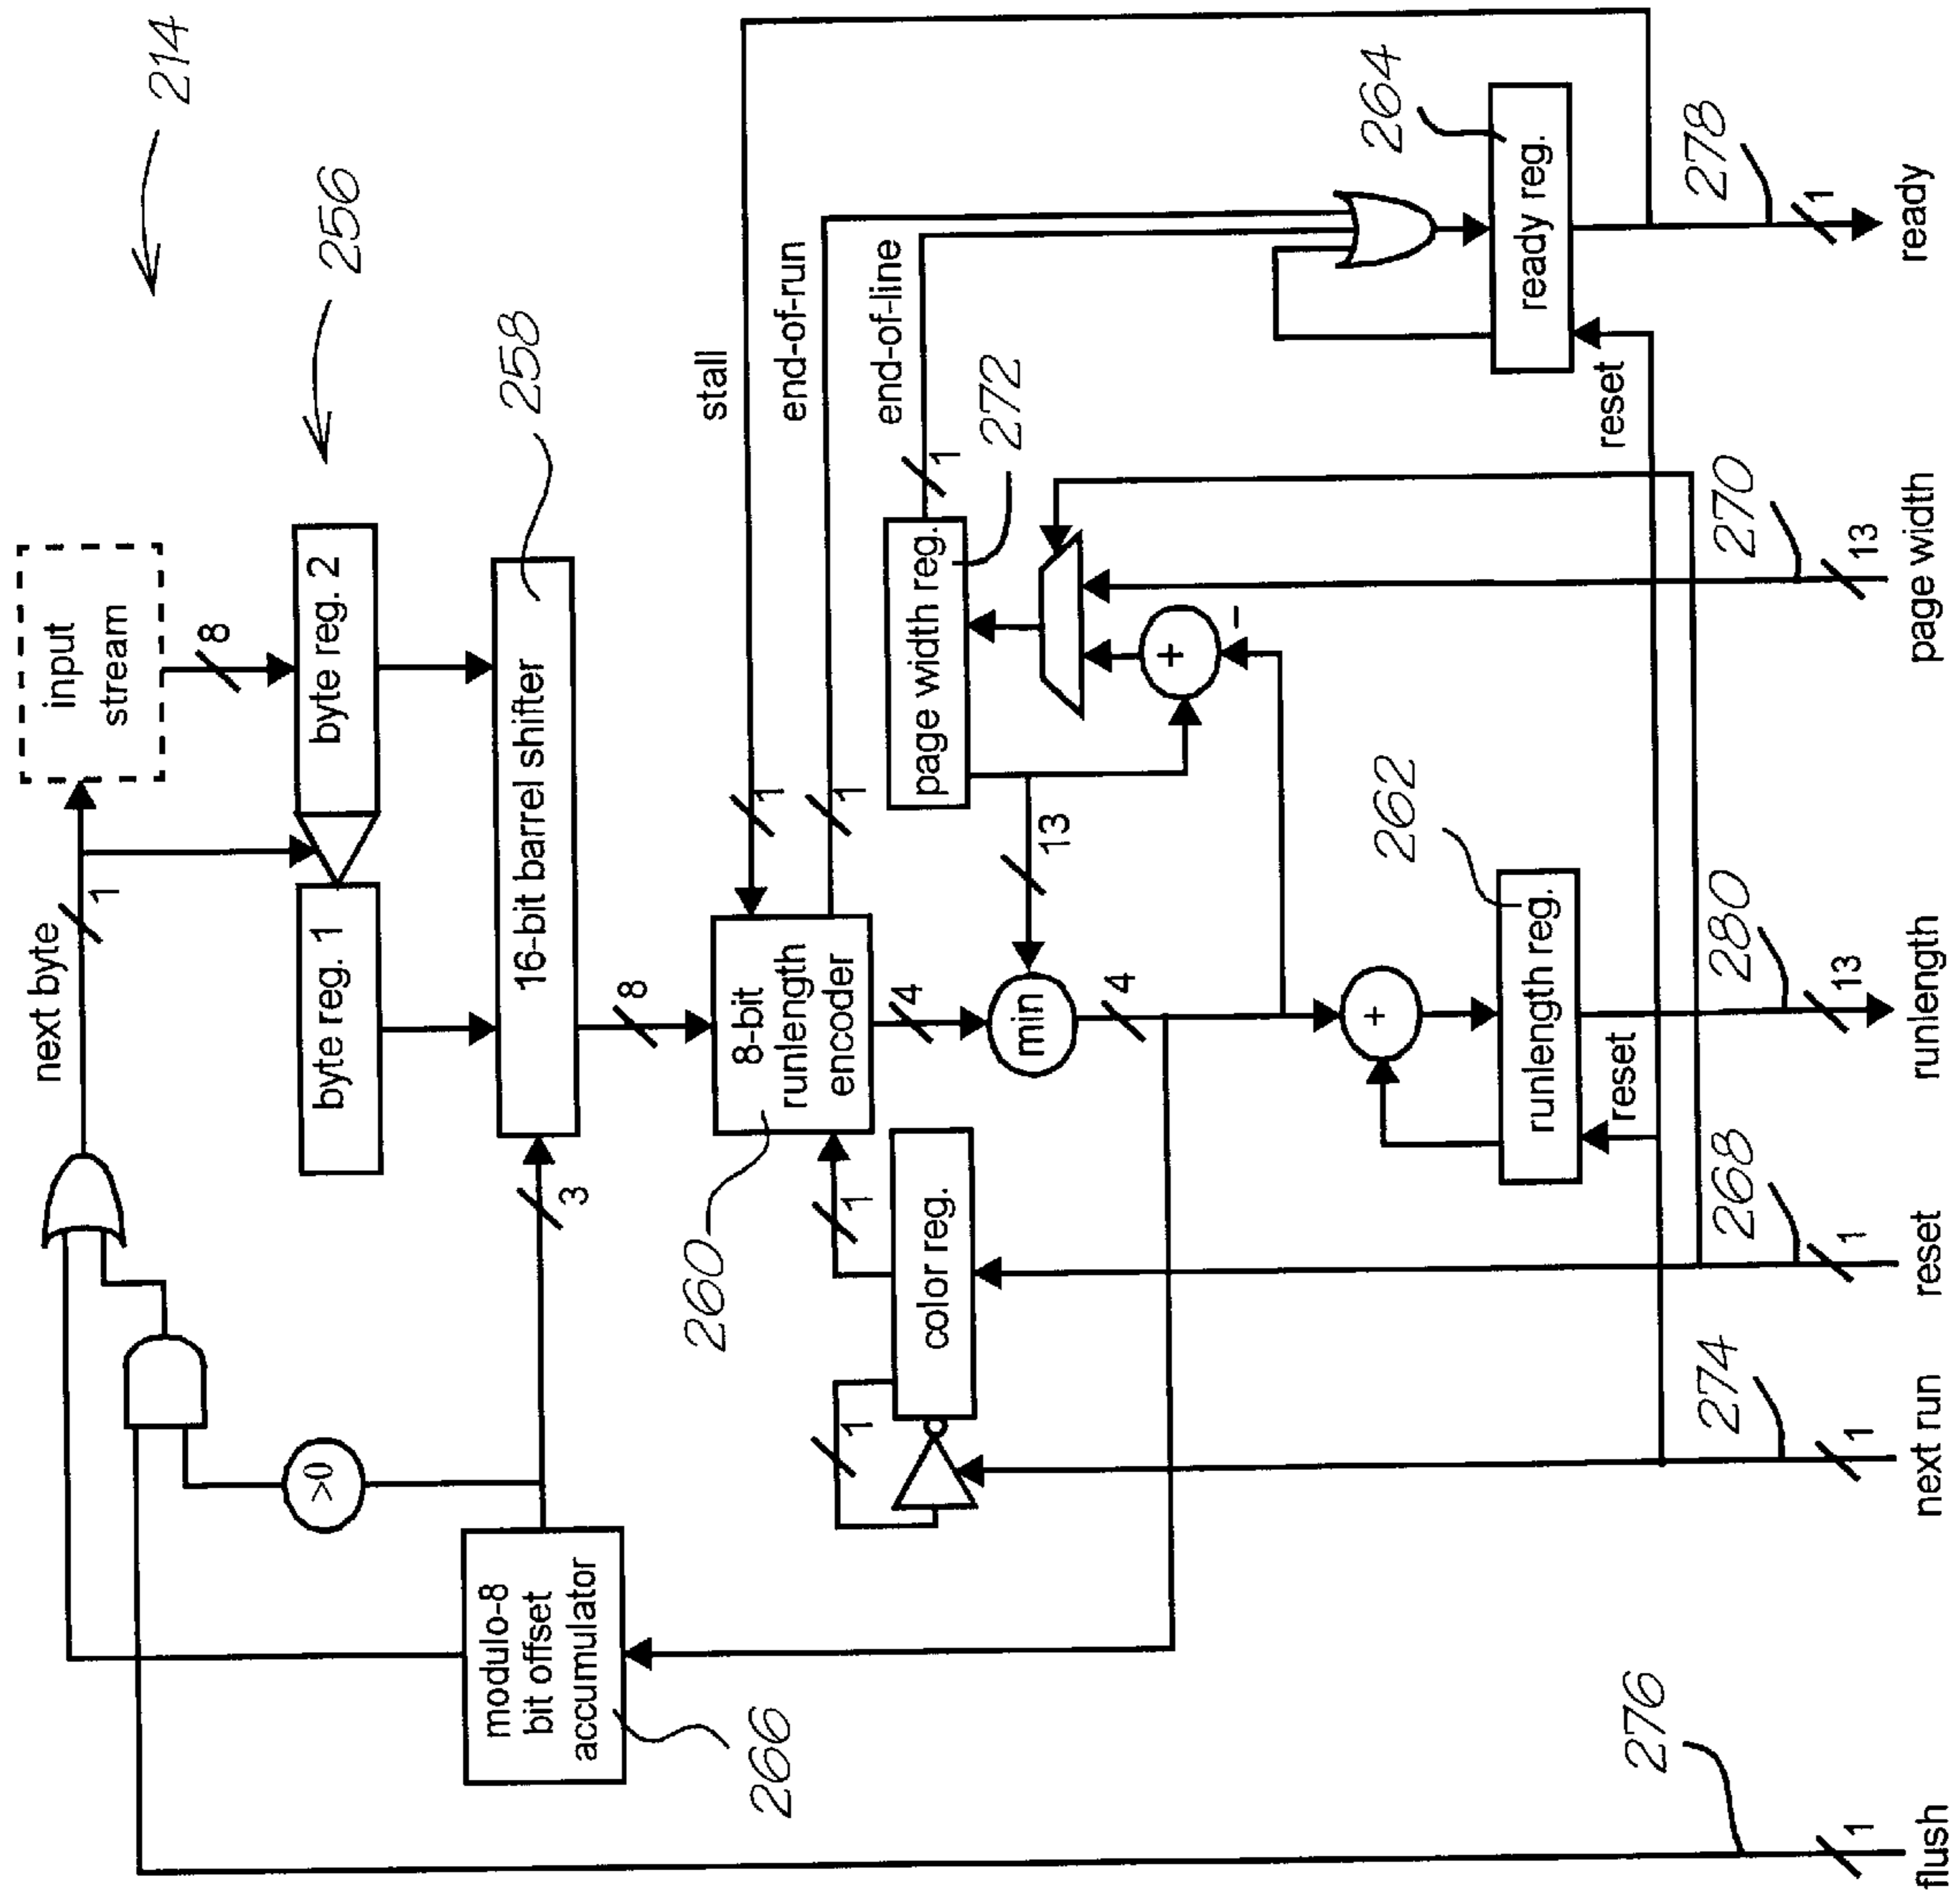 214
256
input
stream
next byte
1
8
byte reg. 1
byte reg. 2
16-bit barrel shifter
258
>0
3
modulo-8
bit offset
accumulator
266
8
stall
1
end-of-run
1
end-of-line
1
8-bit
runlength
encoder
260
page width reg.
272
color reg.
1
1
4
min
13
4
+
−
+
262
runlength reg.
reset
264
ready reg.
reset
276
1
flush
274
1
next run
268
1
reset
280
13
runlength
270
13
page width
278
1
ready